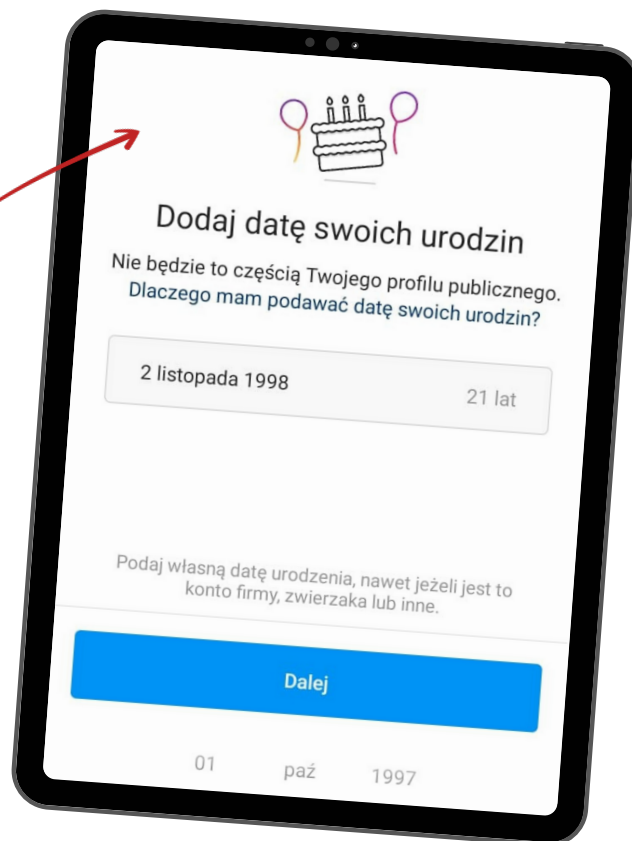 Dodaj datę swoich urodzin
Nie będzie to częścią Twojego profilu publicznego.
Dlaczego mam podawać datę swoich urodzin?
2 listopada 1998 21 lat
Podaj własną datę urodzenia, nawet jeżeli jest to
konto firmy, zwierzaka lub inne.
Dalej
01 paź 1997